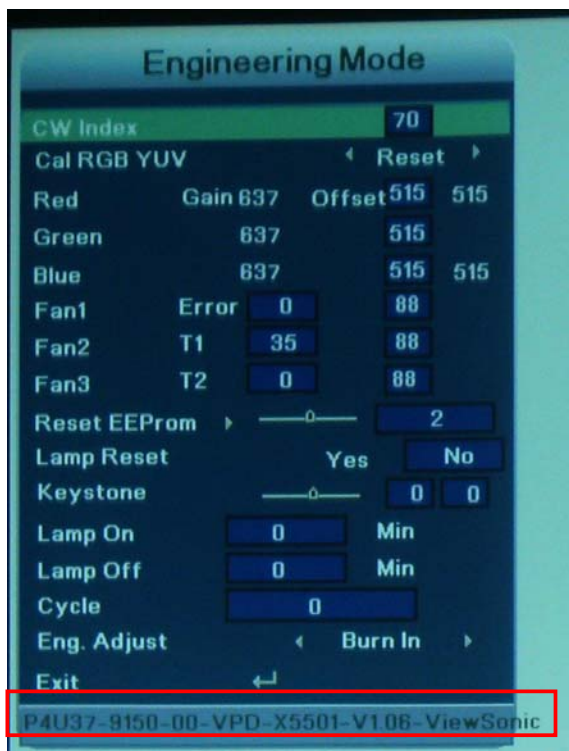 Engineering Mode
CW Index 70
Cal RGB YUV Reset
Red Gain 637 Offset 515 515
Green 637 515
Blue 637 515 515
Fan1 Error 0 88
Fan2 T1 35 88
Fan3 T2 0 88
Reset EEProm 2
Lamp Reset Yes No
Keystone 0 0
Lamp On 0 Min
Lamp Off 0 Min
Cycle 0
Eng. Adjust Burn In
Exit
P4U37-9150-00-VPD-X5501-V1.06-ViewSonic